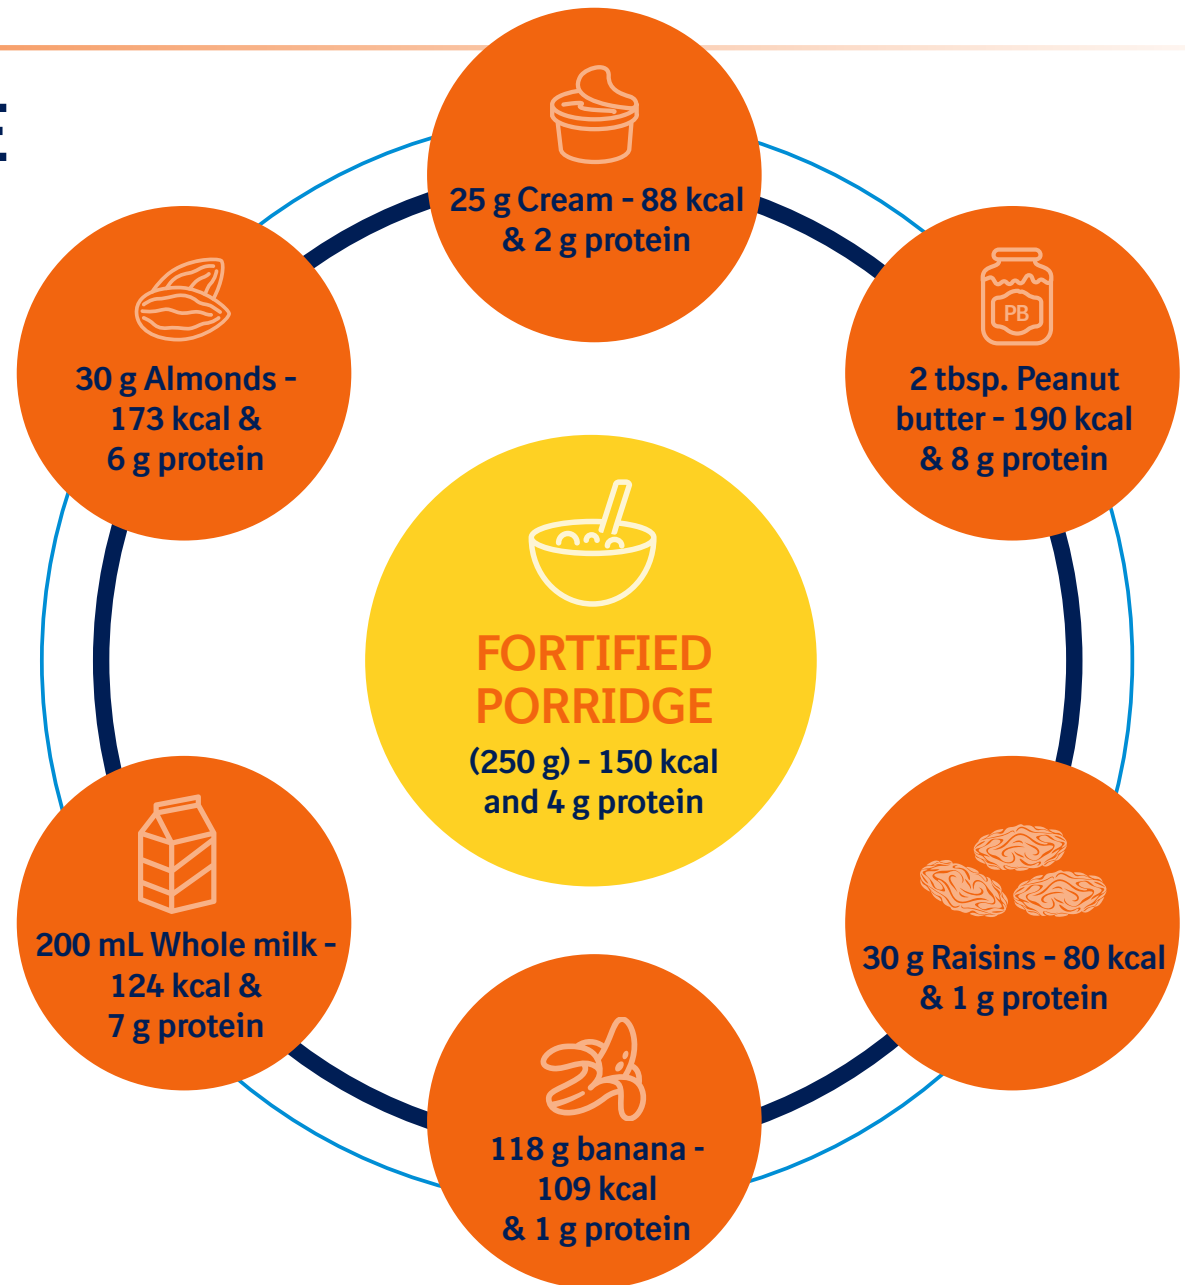 E
25 g Cream - 88 kcal
& 2 g protein
30 g Almonds -
173 kcal &
6 g protein
PB
2 tbsp. Peanut
butter - 190 kcal
& 8 g protein
FORTIFIED
PORRIDGE
(250 g) - 150 kcal
and 4 g protein
200 mL Whole milk -
124 kcal &
7 g protein
30 g Raisins - 80 kcal
& 1 g protein
118 g banana -
109 kcal
& 1 g protein